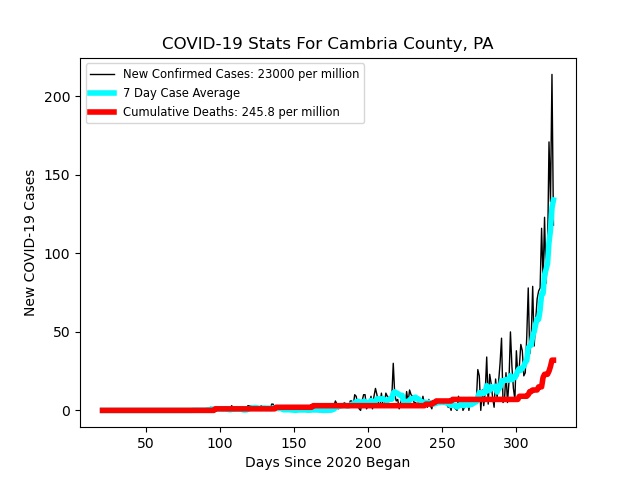 COVID-19 Stats For Cambria County, PA
New Confirmed Cases: 23000 per million
7 Day Case Average
Cumulative Deaths: 245.8 per million
New COVID-19 Cases
200
150
100
50
0
50 100 150 200 250 300
Days Since 2020 Began